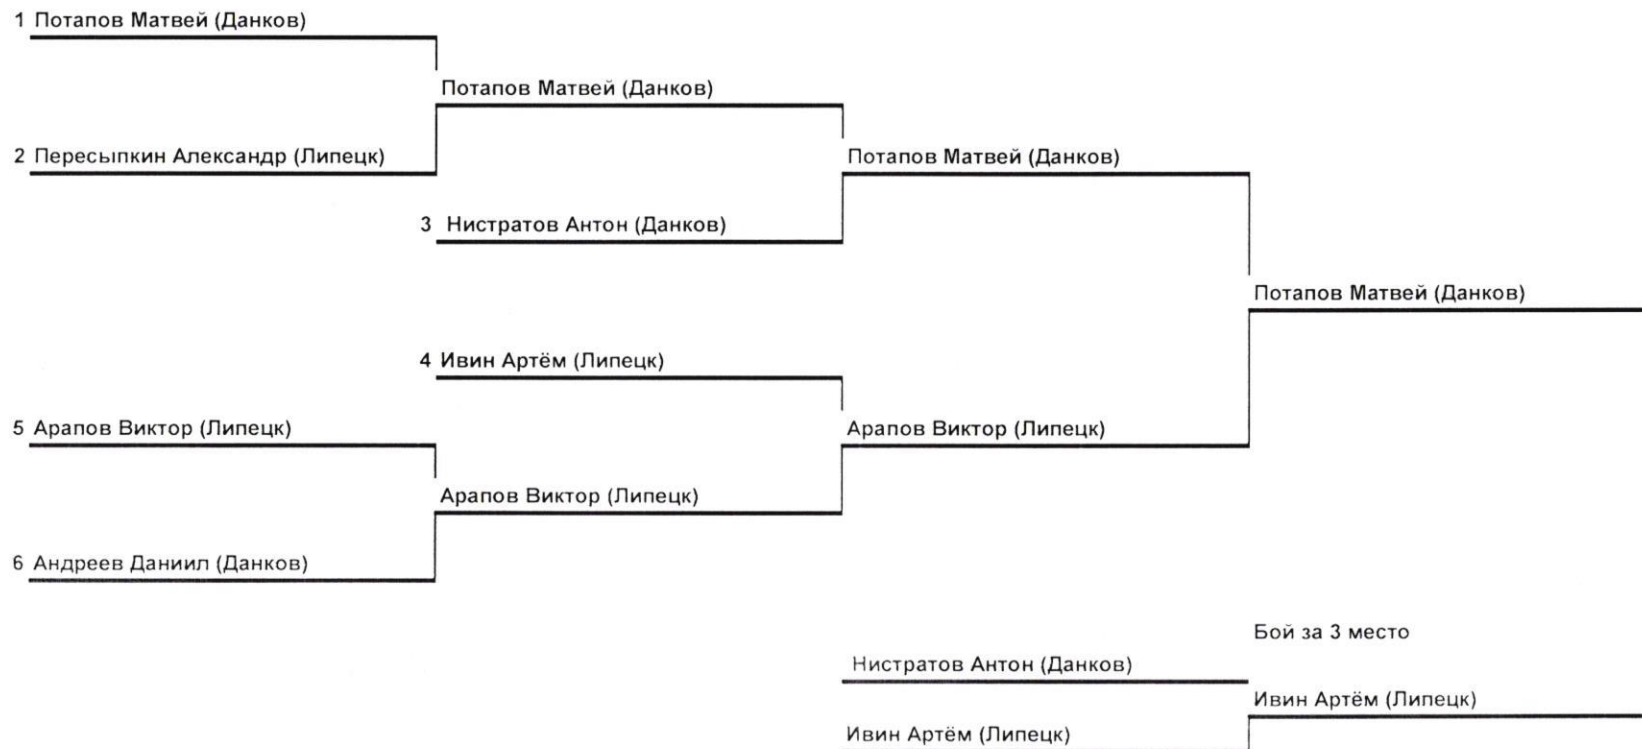 1 Потапов Матвей (Данков)
Потапов Матвей (Данков)
2 Пересыпкин Александр (Липецк)
Потапов Матвей (Данков)
3 Нистратов Антон (Данков)
Потапов Матвей (Данков)
4 Ивин Артём (Липецк)
5 Арапов Виктор (Липецк)
Арапов Виктор (Липецк)
Арапов Виктор (Липецк)
6 Андреев Даниил (Данков)
Бой за 3 место
Нистратов Антон (Данков)
Ивин Артём (Липецк)
Ивин Артём (Липецк)